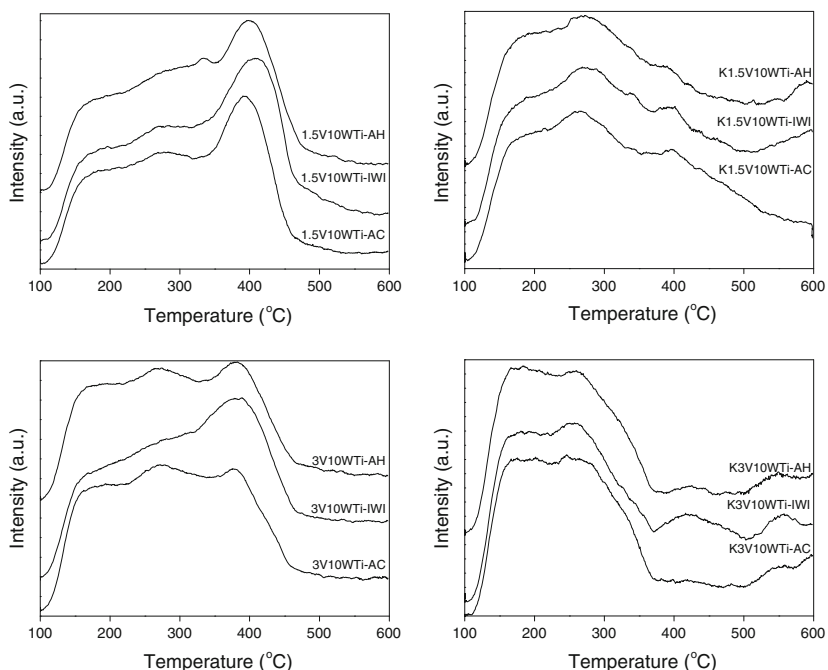 Intensity (a.u.)
1.5V10WTi-AH
1.5V10WTi-IWI
1.5V10WTi-AC
100 200 300 400 500 600
Temperature (°C)
Intensity (a.u.)
K1.5V10WTi-AH
K1.5V10WTi-IWI
K1.5V10WTi-AC
100 200 300 400 500 600
Temperature (°C)
Intensity (a.u.)
3V10WTi-AH
3V10WTi-IWI
3V10WTi-AC
100 200 300 400 500 600
Temperature (°C)
Intensity (a.u.)
K3V10WTi-AH
K3V10WTi-IWI
K3V10WTi-AC
100 200 300 400 500 600
Temperature (°C)